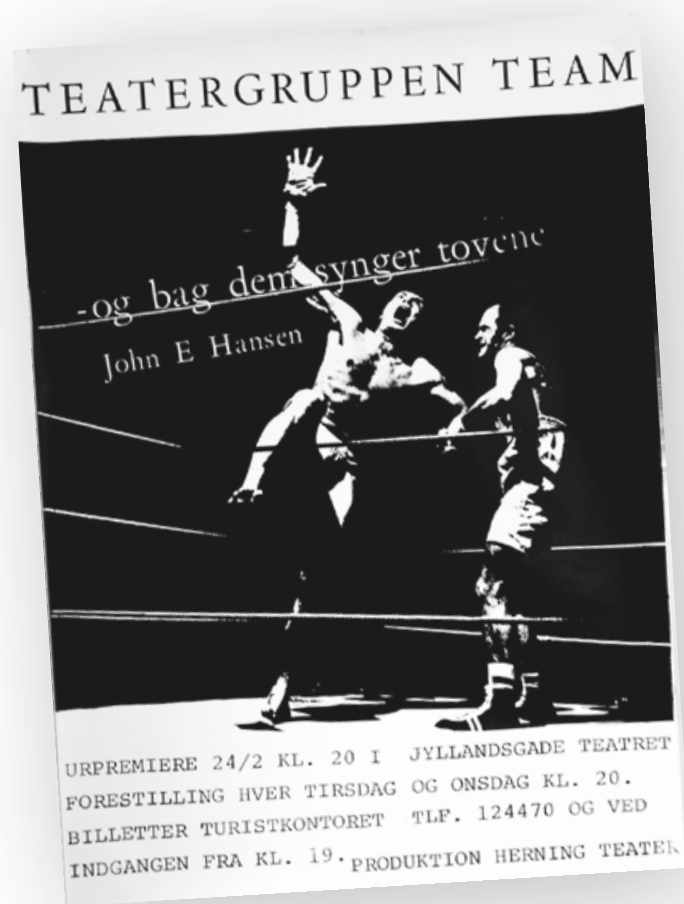 TEATERGRUPPEN TEAM
-og bag dem synger tovene
John E Hansen
URPREMIERE 24/2 KL. 20 I JYLLANDSGADE TEATRET
FORESTILLING HVER TIRSDAG OG ONSDAG KL. 20.
BILLETTER TURISTKONTORET TLF. 124470 OG VED
INDGANGEN FRA KL. 19. PRODUKTION HERNING TEATER